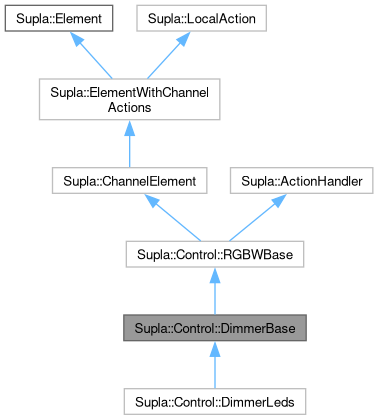 Supla::Element
Supla::LocalAction
Supla::ElementWithChannel
Actions
Supla::ChannelElement
Supla::ActionHandler
Supla::Control::RGBWBase
Supla::Control::DimmerBase
Supla::Control::DimmerLeds